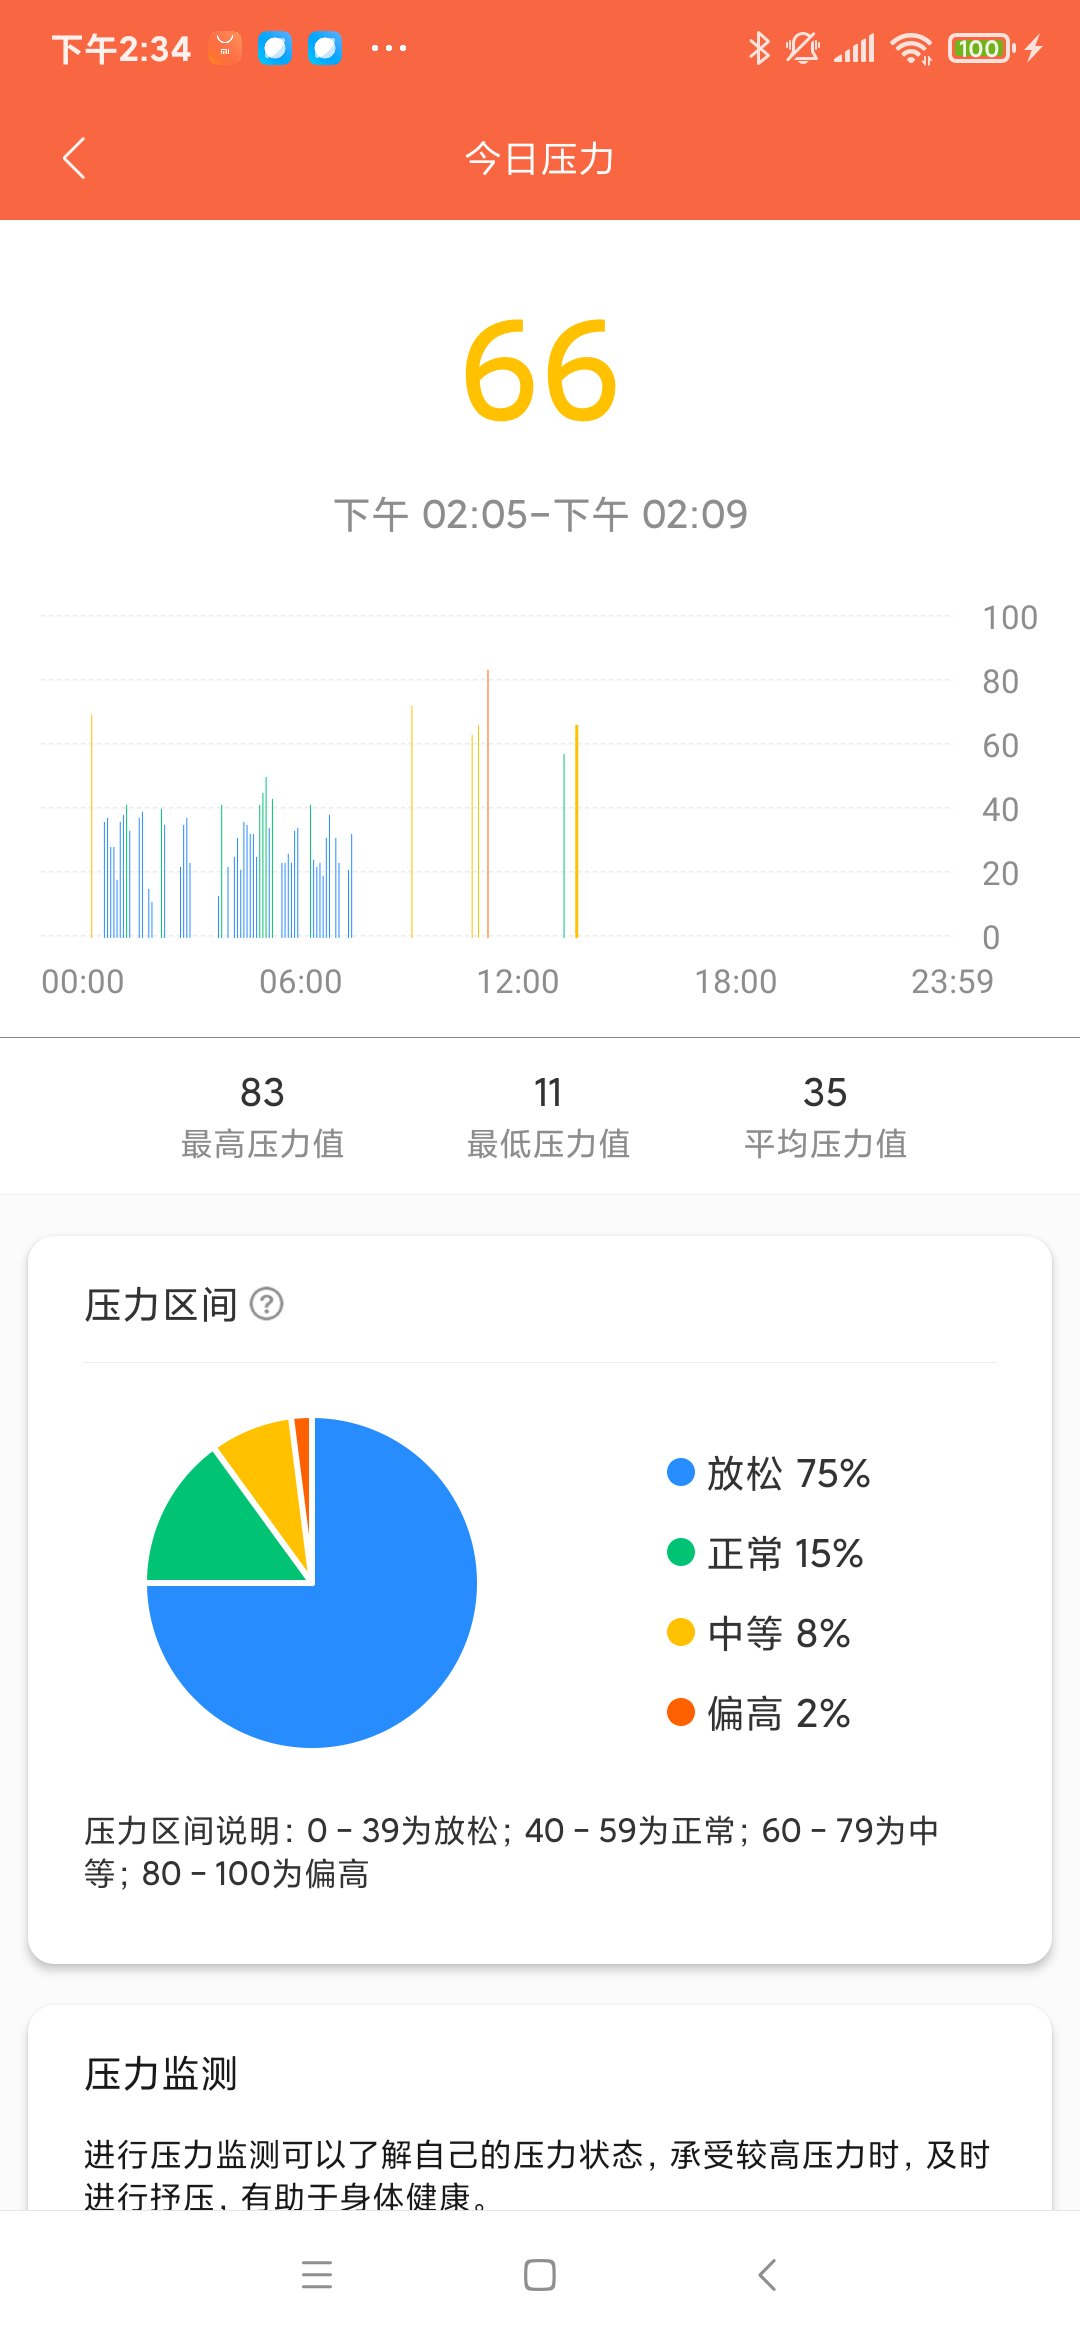 下午2:34
100
今日压力
66
下午 02:05-下午 02:09
100
80
60
40
20
0
00:00 06:00 12:00 18:00 23:59
83 11 35
最高压力值 最低压力值 平均压力值
压力区间 ?
放松 75%
正常 15%
中等 8%
偏高 2%
压力区间说明：0 - 39为放松；40 - 59为正常；60 - 79为中
等；80 - 100为偏高
压力监测
进行压力监测可以了解自己的压力状态，承受较高压力时，及时
进行抒压，有助于身体健康。